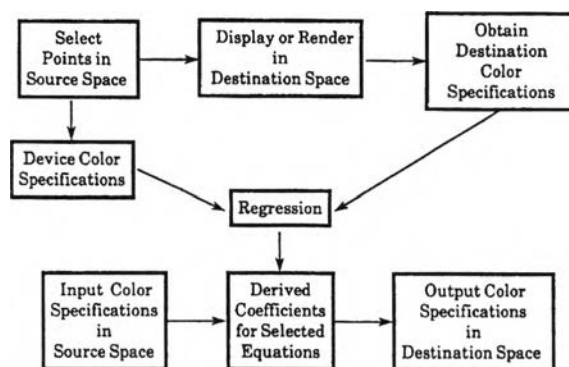 Select
Points in
Source Space
Display or Render
in
Destination Space
Obtain
Destination
Color
Specifications
Device Color
Specifications
Regression
Input Color
Specifications
in
Source Space
Derived
Coefficients
for Selected
Equations
Output Color
Specifications
in
Destination Space